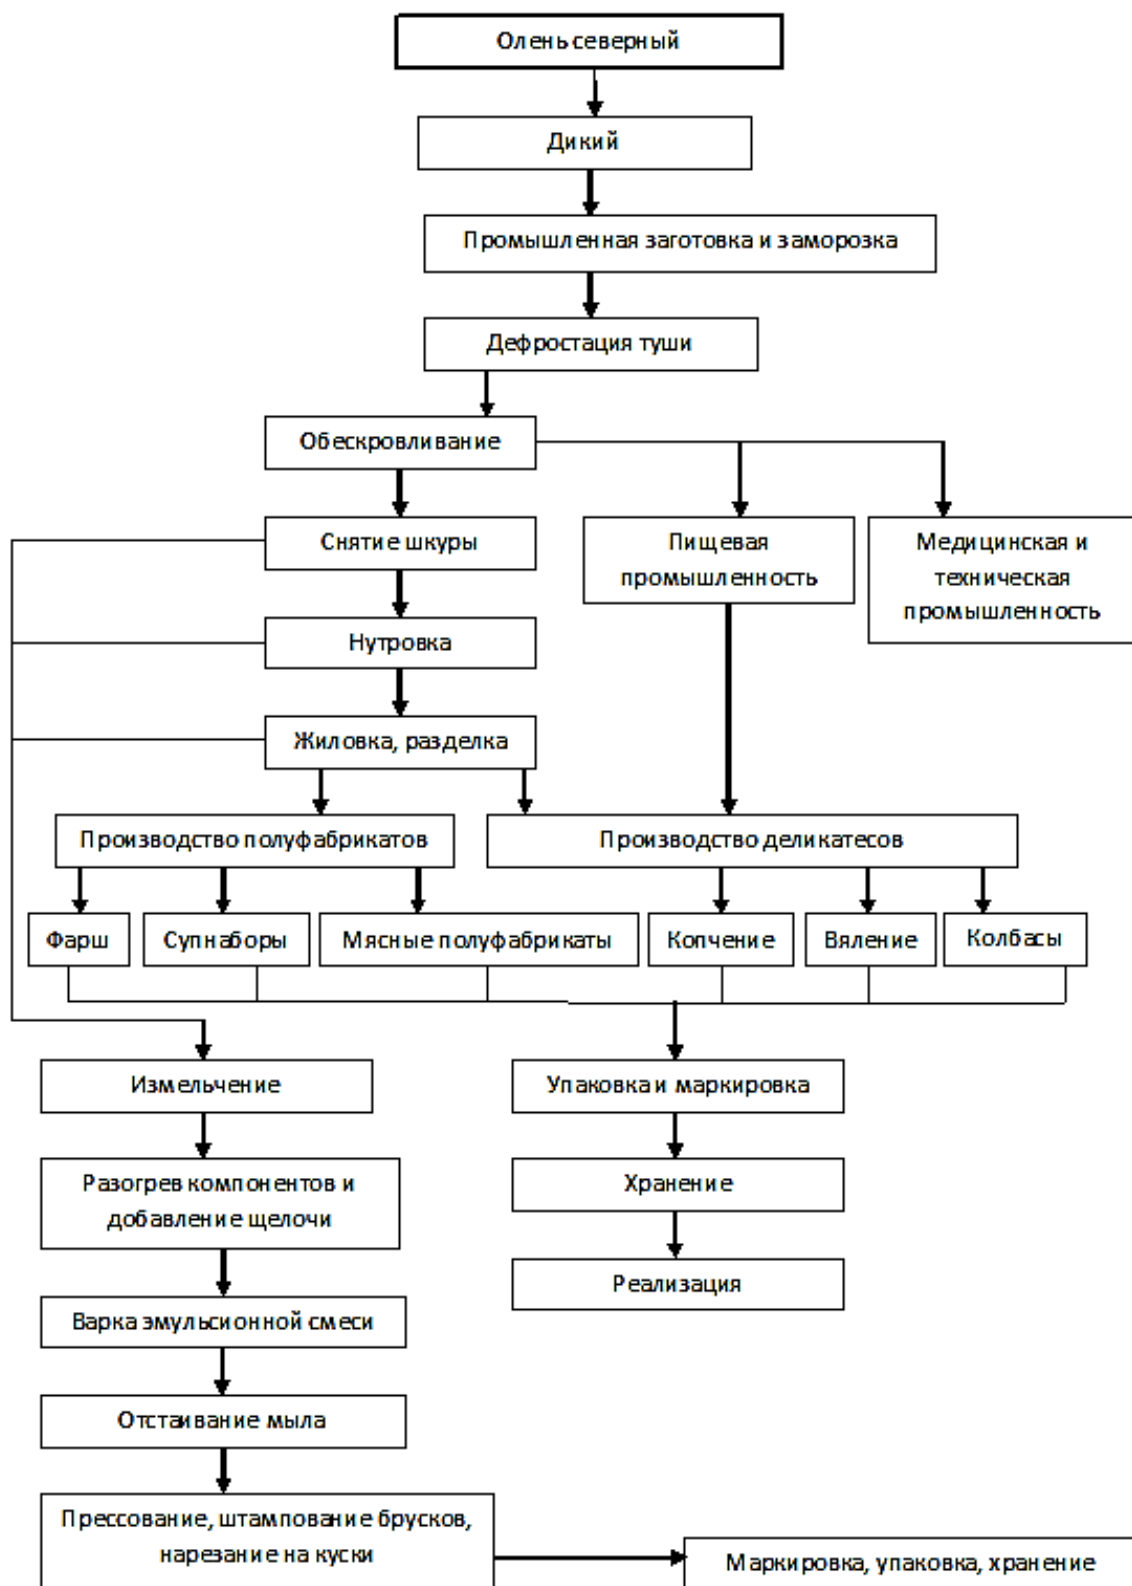 Олень северный
Дикий
Промышленная заготовка и заморозка
Дефростация туши
Обескровливание
Снятие шкуры
Пищевая
промышленность
Медицинская и
техническая
промышленность
Нутровка
Жиловка, разделка
Производство полуфабрикатов
Производство деликатесов
Фарш
Супнаборы
Мясные полуфабрикаты
Копчение
Вяление
Колбасы
Измельчение
Упаковка и маркировка
Разогрев компонентов и
добавление щелочи
Хранение
Реализация
Варка эмульсионной смеси
Отстаивание мыла
Прессование, штампование брусков,
нарезание на куски
Маркировка, упаковка, хранение